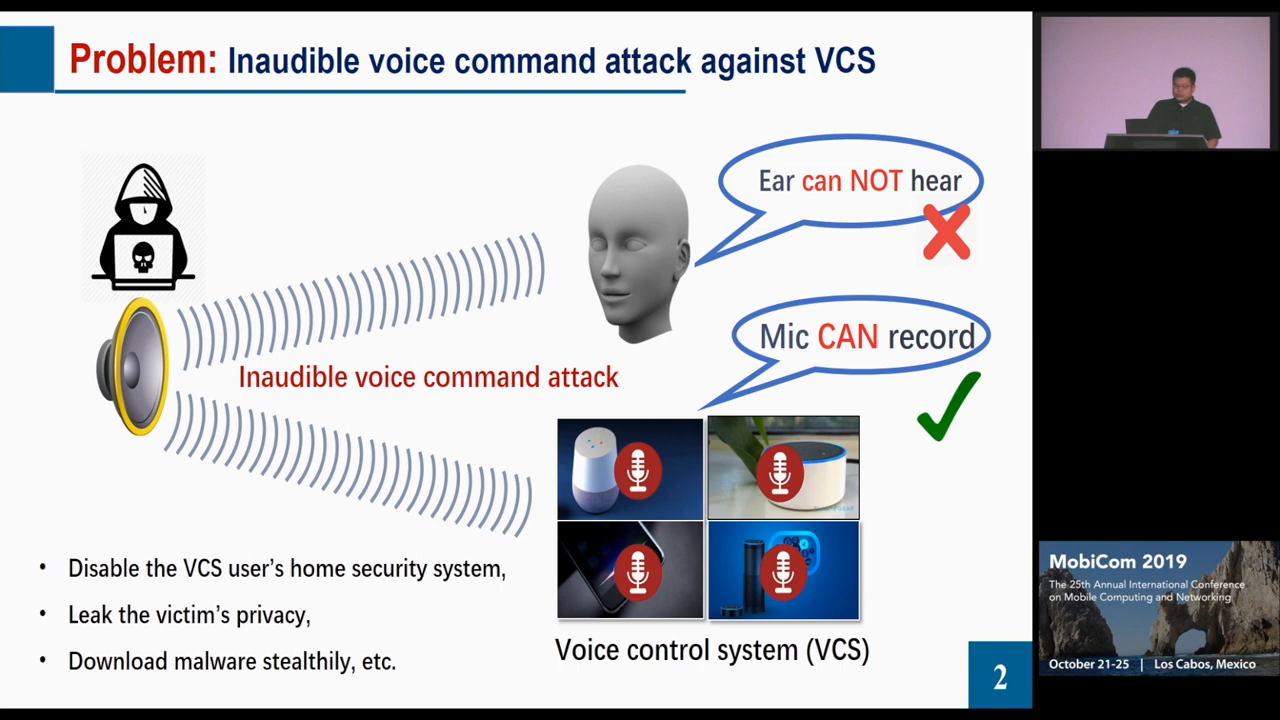 Problem: Inaudible voice command attack against VCS
Ear can NOT hear
Mic CAN record
Inaudible voice command attack
• Disable the VCS user's home security system,
• Leak the victim's privacy,
• Download malware stealthily, etc.
Voice control system (VCS)
2
MobiCom 2019
The 25th Annual International Conference
on Mobile Computing and Networking
October 21-25 | Los Cabos, Mexico